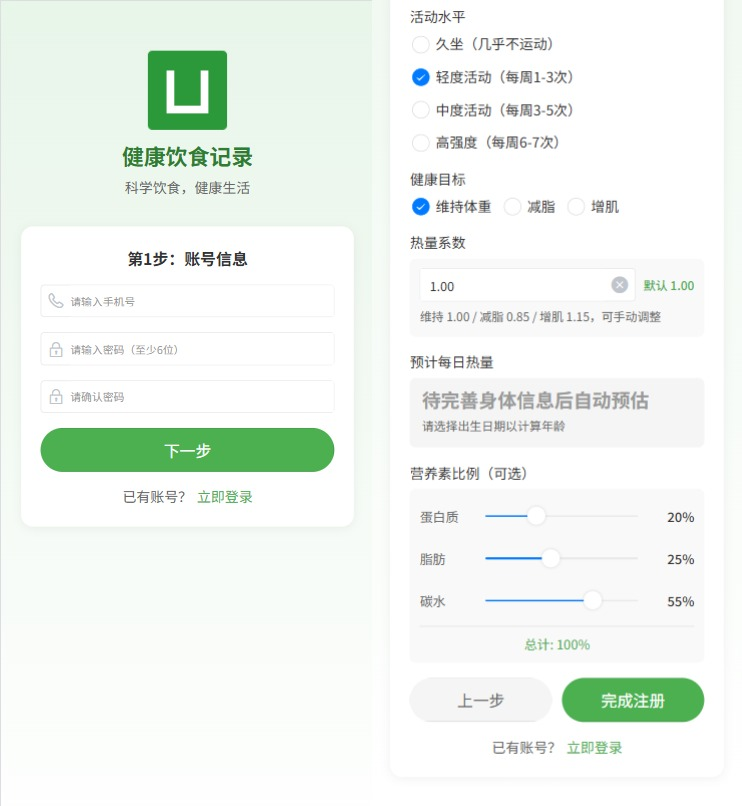 健康饮食记录
科学饮食，健康生活
第1步：账号信息
请输入手机号
请输入密码（至少6位）
请确认密码
下一步
已有账号？ 立即登录
活动水平
久坐（几乎不运动）
轻度活动（每周1-3次）
中度活动（每周3-5次）
高强度（每周6-7次）
健康目标
维持体重 减脂 增肌
热量系数
1.00 默认 1.00
维持 1.00 / 减脂 0.85 / 增肌 1.15，可手动调整
预计每日热量
待完善身体信息后自动预估
请选择出生日期以计算年龄
营养素比例（可选）
蛋白质 20%
脂肪 25%
碳水 55%
总计: 100%
上一步 完成注册
已有账号？ 立即登录